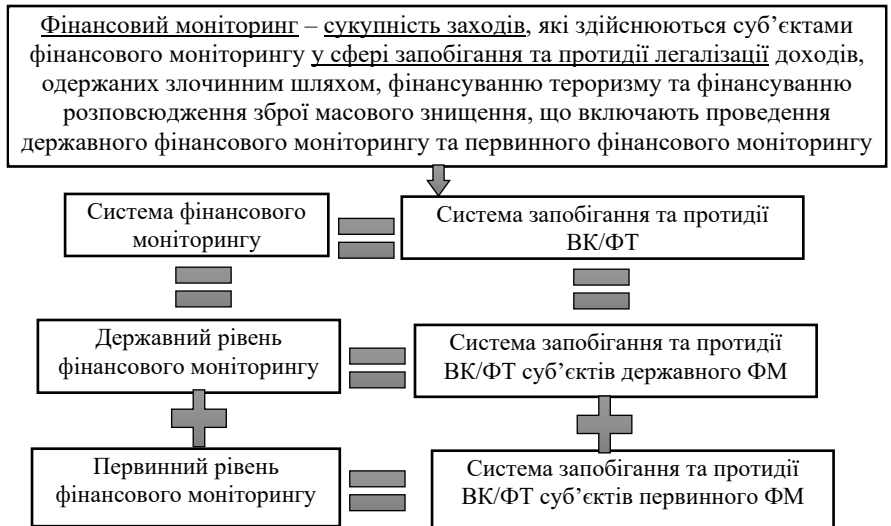 Фінансовий моніторинг – сукупність заходів, які здійснюються суб’єктами
фінансового моніторингу у сфері запобігання та протидії легалізації доходів,
одержаних злочинним шляхом, фінансуванню тероризму та фінансуванню
розповсюдження зброї масового знищення, що включають проведення
державного фінансового моніторингу та первинного фінансового моніторингу
Система фінансового
моніторингу
Система запобігання та протидії
ВК/ФТ
Державний рівень
фінансового моніторингу
Система запобігання та протидії
ВК/ФТ суб’єктів державного ФМ
Первинний рівень
фінансового моніторингу
Система запобігання та протидії
ВК/ФТ суб’єктів первинного ФМ